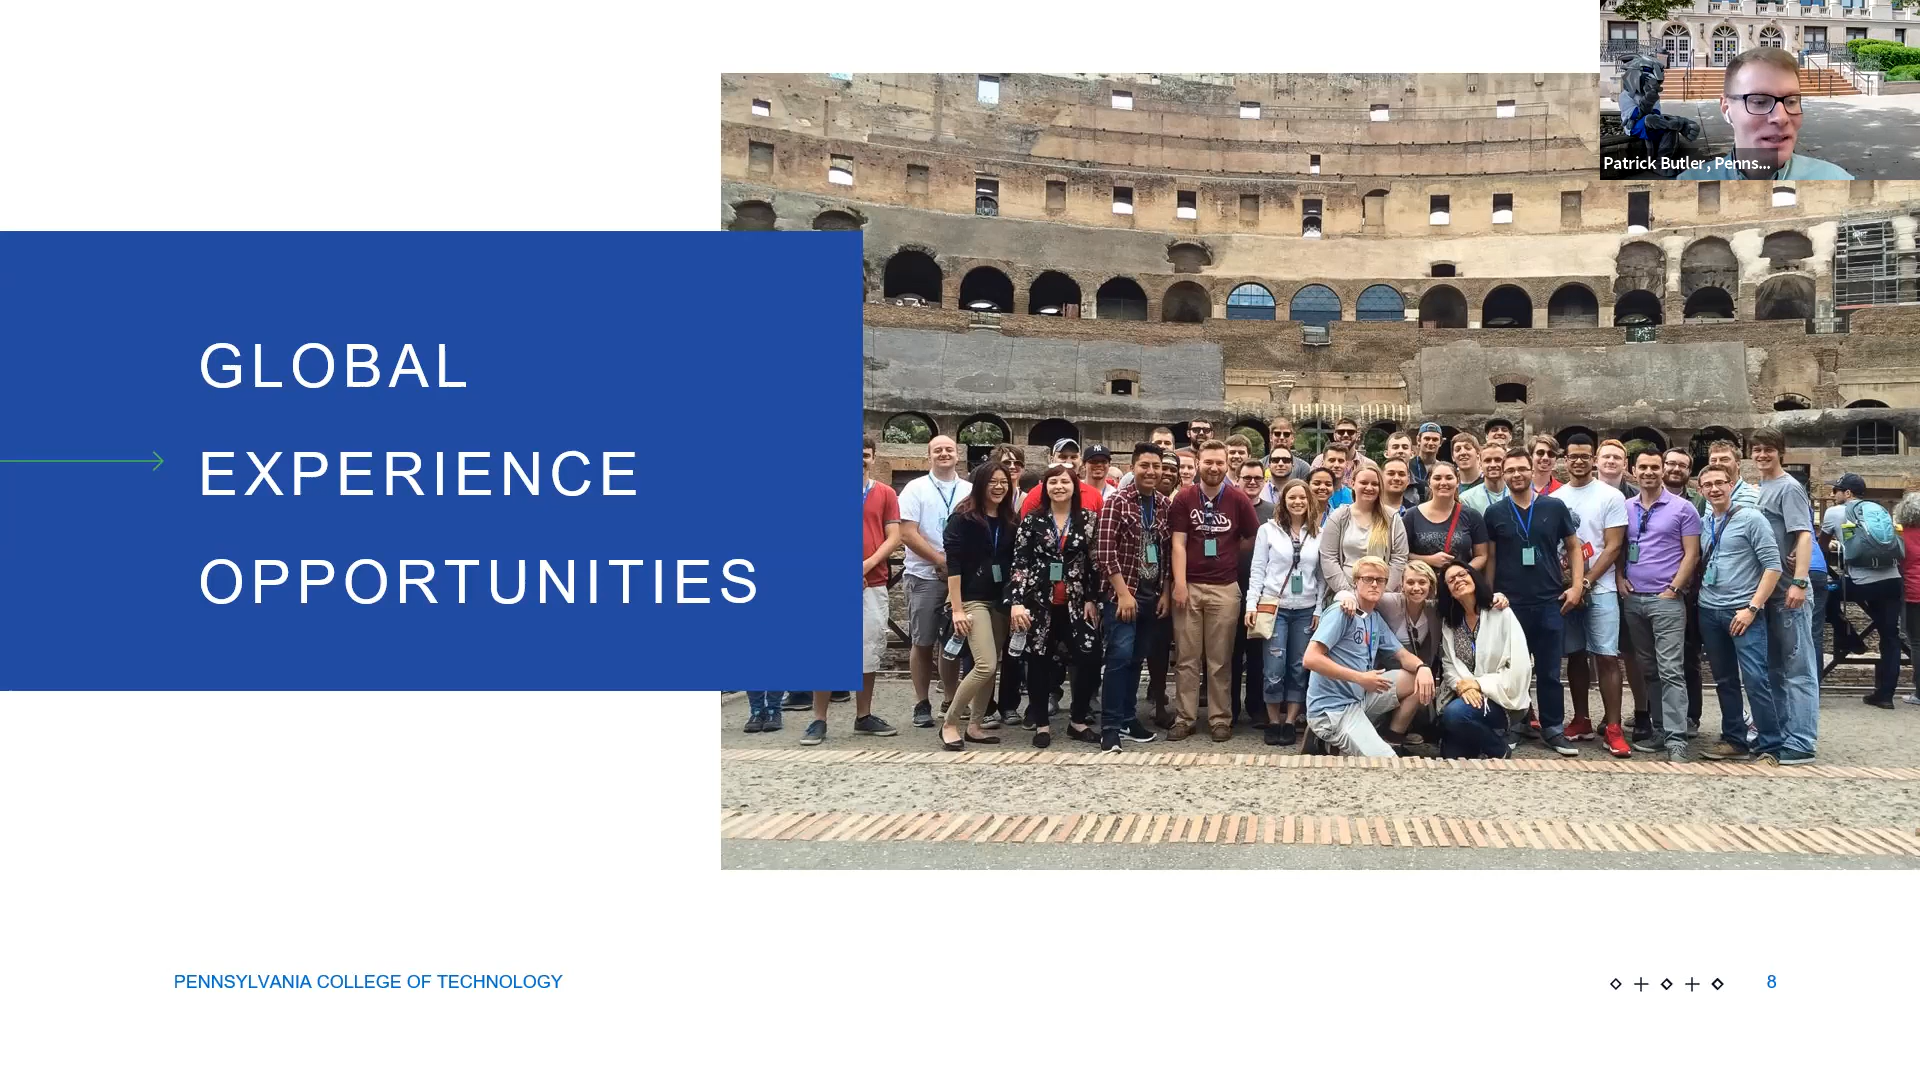 Patrick Butler, Penns...
GLOBAL
EXPERIENCE
OPPORTUNITIES
PENNSYLVANIA COLLEGE OF TECHNOLOGY
8